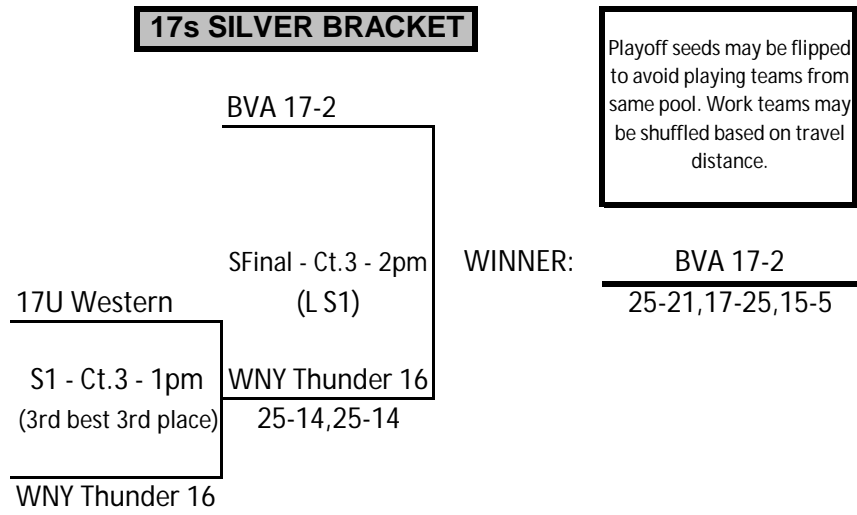 17s SILVER BRACKET
Playoff seeds may be flipped
to avoid playing teams from
same pool. Work teams may
be shuffled based on travel
distance.
BVA 17-2
SFinal - Ct.3 - 2pm
(L S1)
WINNER:
BVA 17-2
25-21,17-25,15-5
17U Western
S1 - Ct.3 - 1pm
(3rd best 3rd place)
WNY Thunder 16
25-14,25-14
WNY Thunder 16